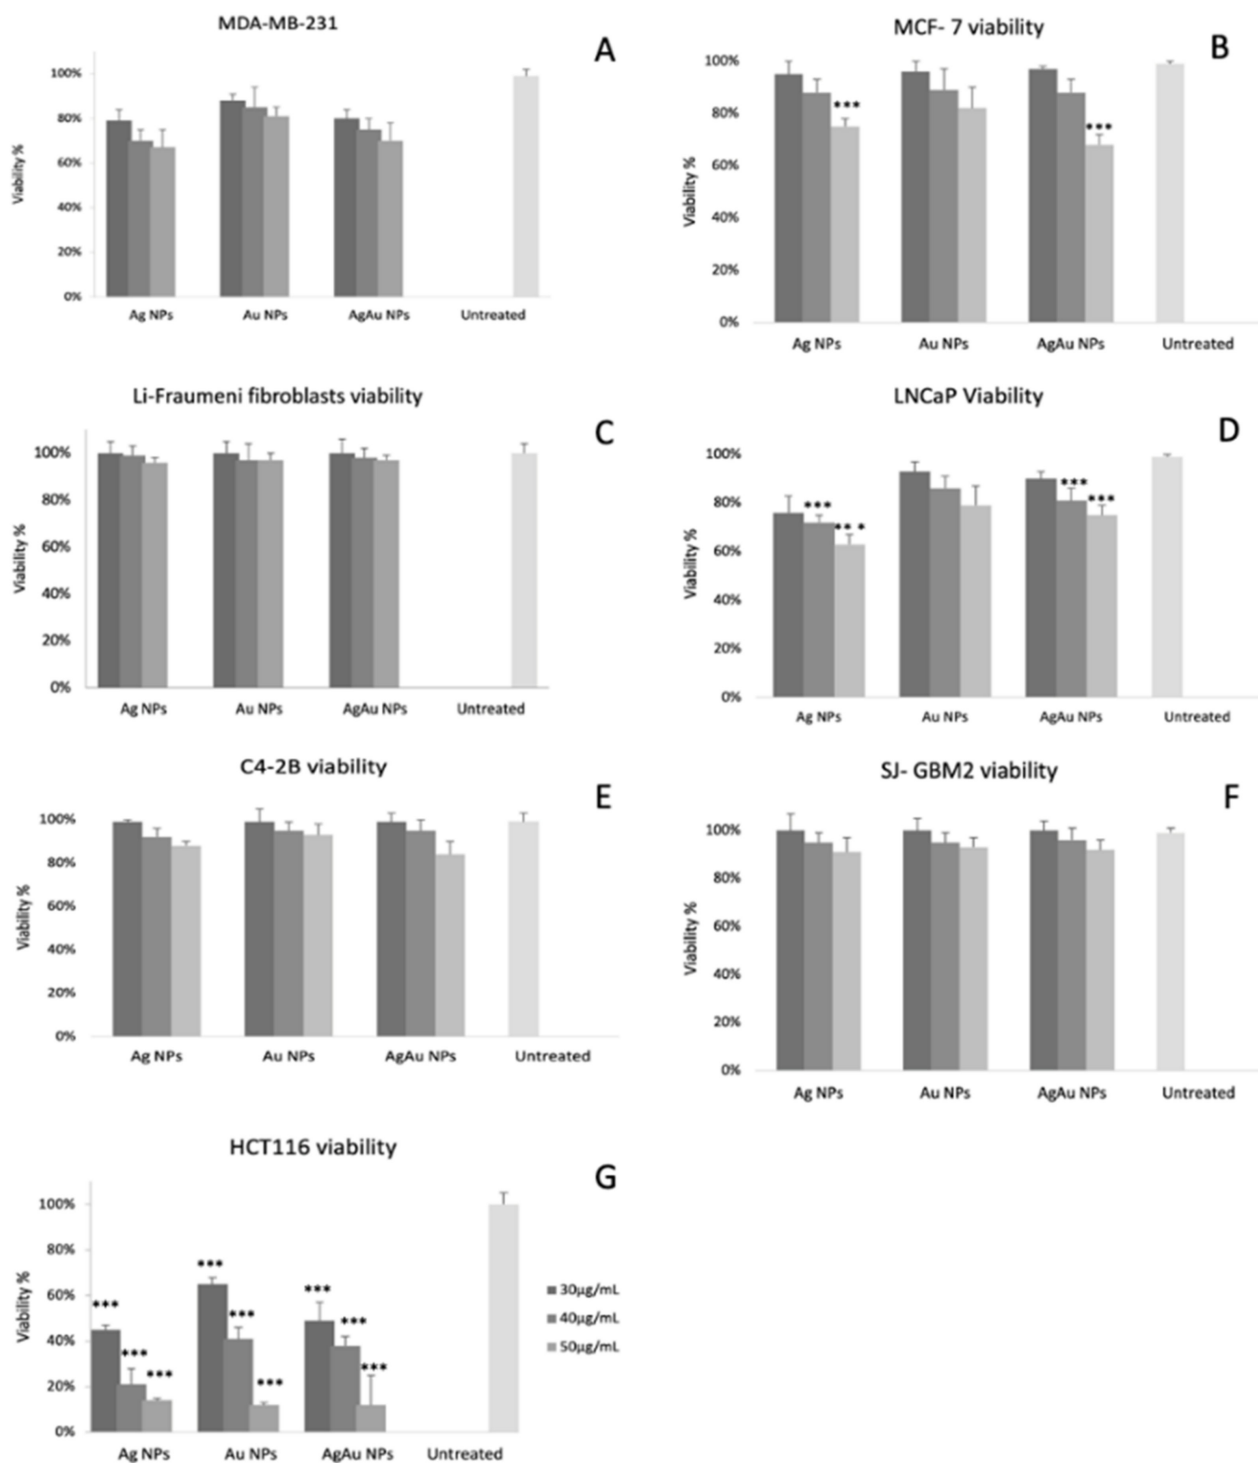 MDA-MB-231
A
100%
80%
60%
40%
20%
0%
Viability %
Ag NPs Au NPs AgAu NPs Untreated
MCF- 7 viability
B
100%
80%
60%
40%
20%
0%
Viability %
***
***
Ag NPs Au NPs AgAu NPs Untreated
Li-Fraumeni fibroblasts viability
C
100%
80%
60%
40%
20%
0%
Viability %
Ag NPs Au NPs AgAu NPs Untreated
LNCaP Viability
D
100%
80%
60%
40%
20%
0%
Viability %
***
** *
***
***
Ag NPs Au NPs AgAu NPs Untreated
C4-2B viability
E
100%
80%
60%
40%
20%
0%
Viability %
Ag NPs Au NPs AgAu NPs Untreated
SJ- GBM2 viability
F
100%
80%
60%
40%
20%
0%
Viability %
Ag NPs Au NPs AgAu NPs Untreated
HCT116 viability
G
100%
80%
60%
40%
20%
0%
Viability %
***
***
***
***
***
***
***
***
***
30µg/mL
40µg/mL
50µg/mL
Ag NPs Au NPs AgAu NPs Untreated